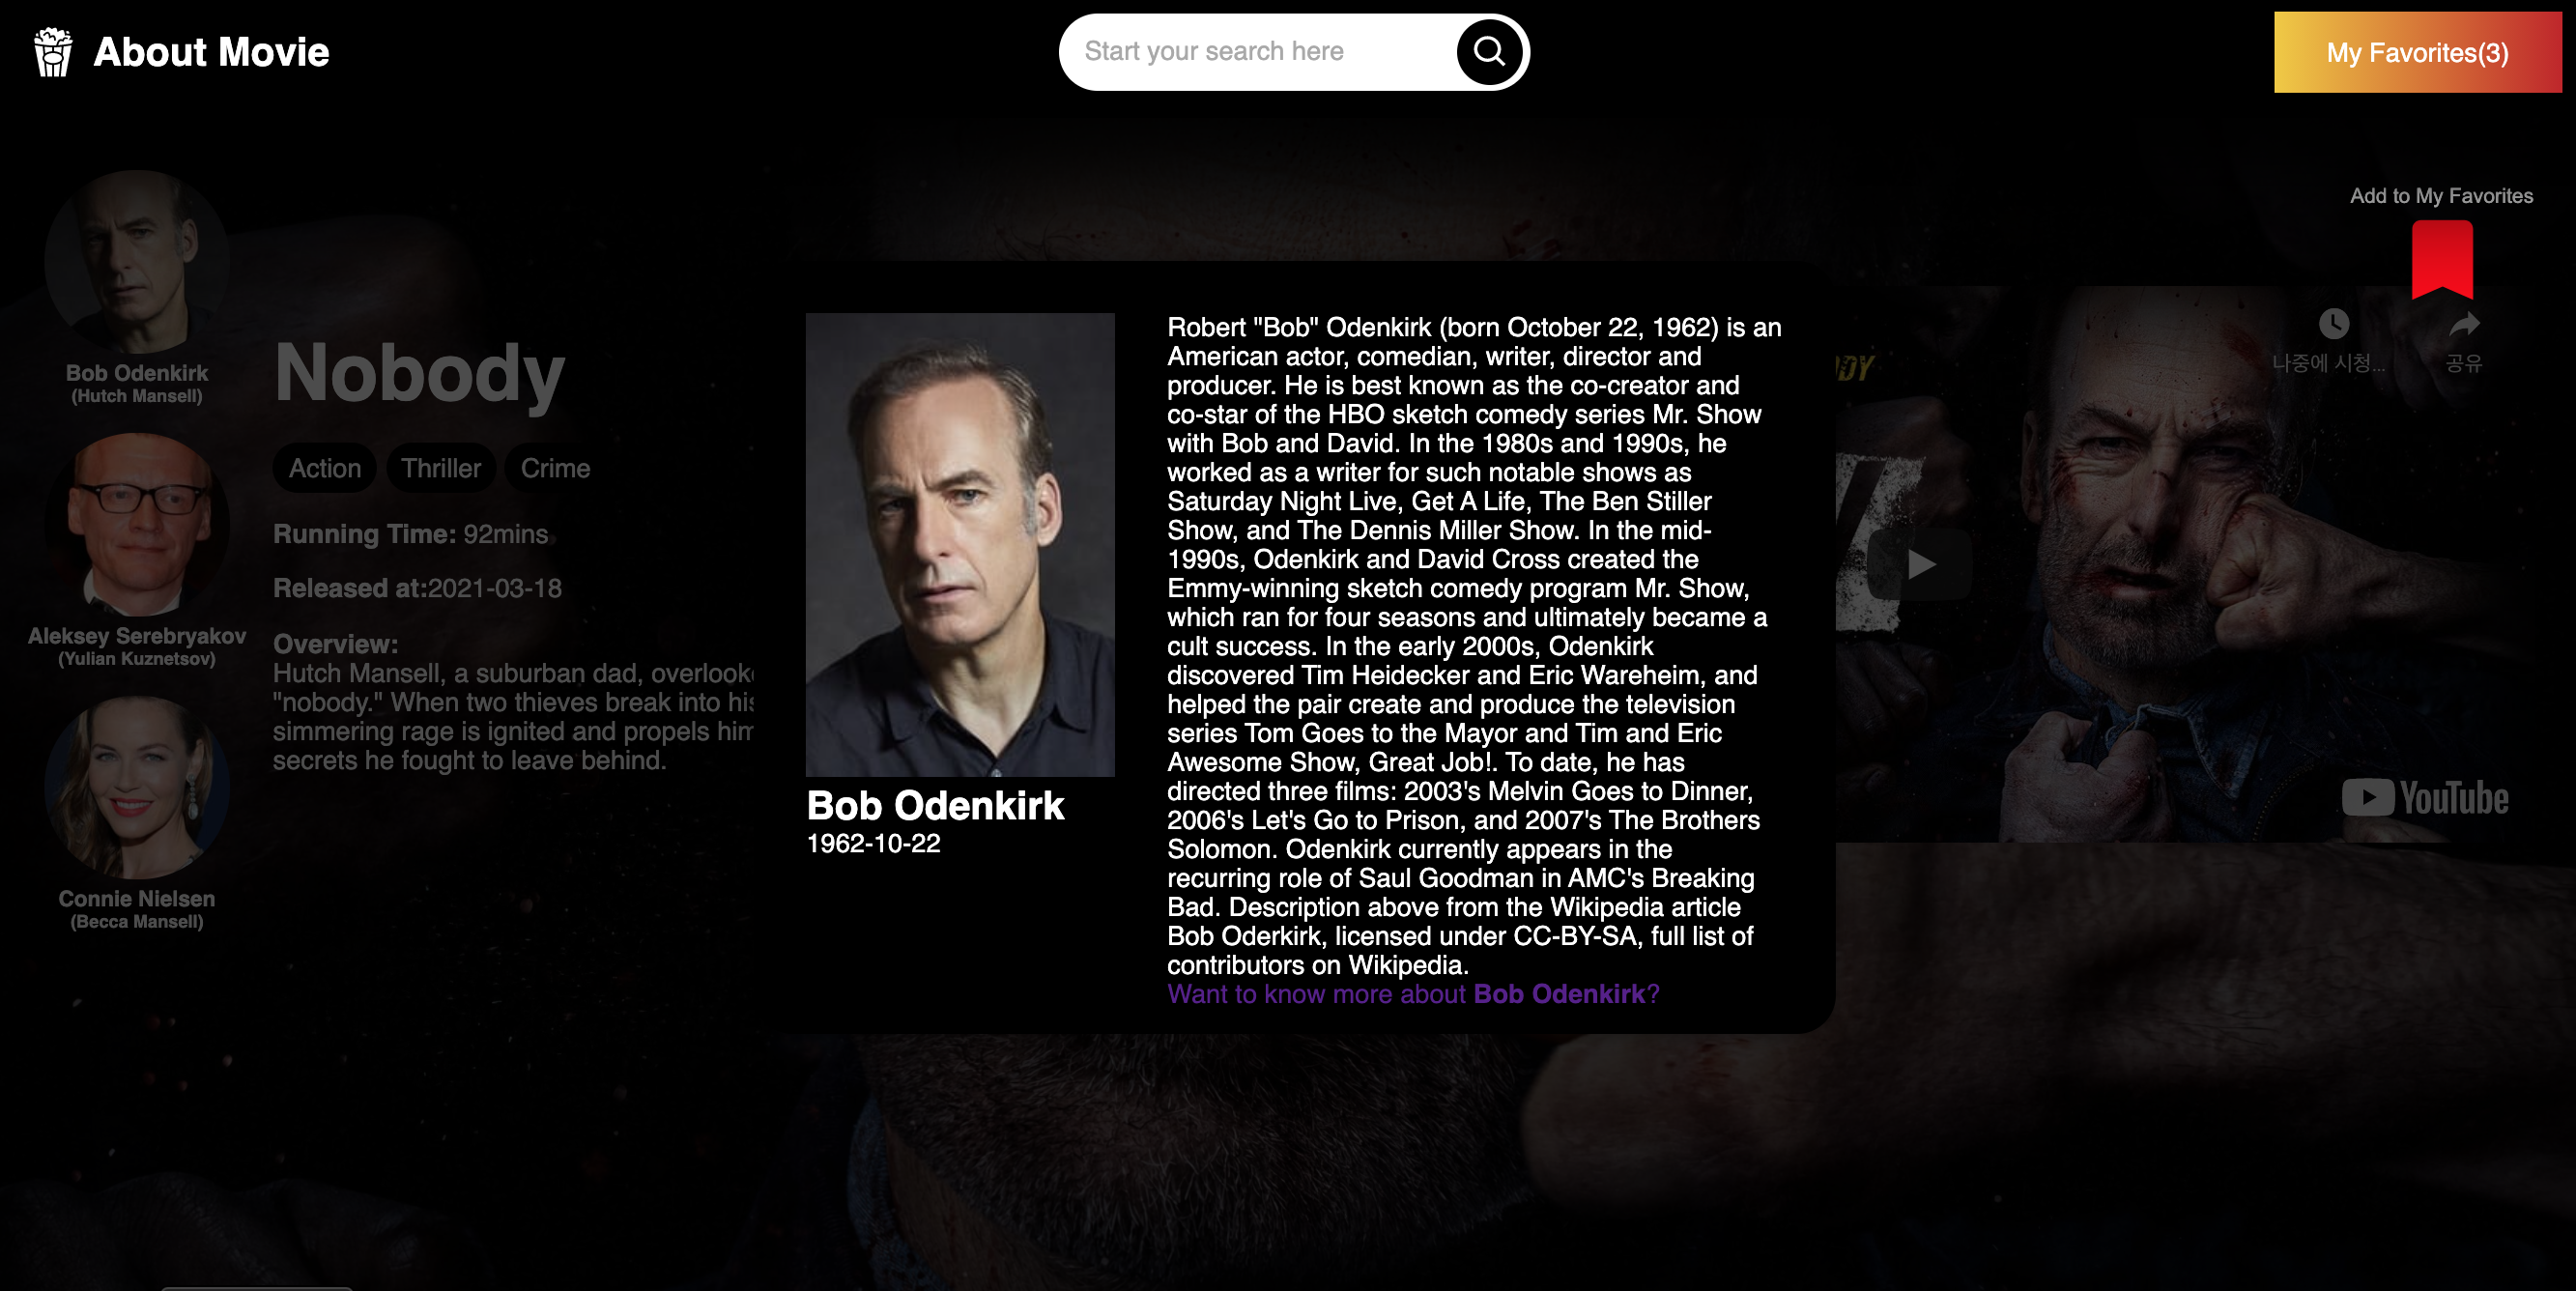 About Movie
Start your search here
My Favorites(3)
Add to My Favorites
Bob Odenkirk
(Hutch Mansell)
Aleksey Serebryakov
(Yulian Kuznetsov)
Connie Nielsen
(Becca Mansell)
Nobody
Action Thriller Crime
Running Time: 92mins
Released at:2021-03-18
Overview:
Hutch Mansell, a suburban dad, overlook
"nobody." When two thieves break into his
simmering rage is ignited and propels him
secrets he fought to leave behind.
Bob Odenkirk
1962-10-22
Robert "Bob" Odenkirk (born October 22, 1962) is an
American actor, comedian, writer, director and
producer. He is best known as the co-creator and
co-star of the HBO sketch comedy series Mr. Show
with Bob and David. In the 1980s and 1990s, he
worked as a writer for such notable shows as
Saturday Night Live, Get A Life, The Ben Stiller
Show, and The Dennis Miller Show. In the mid-
1990s, Odenkirk and David Cross created the
Emmy-winning sketch comedy program Mr. Show,
which ran for four seasons and ultimately became a
cult success. In the early 2000s, Odenkirk
discovered Tim Heidecker and Eric Wareheim, and
helped the pair create and produce the television
series Tom Goes to the Mayor and Tim and Eric
Awesome Show, Great Job!. To date, he has
directed three films: 2003's Melvin Goes to Dinner,
2006's Let's Go to Prison, and 2007's The Brothers
Solomon. Odenkirk currently appears in the
recurring role of Saul Goodman in AMC's Breaking
Bad. Description above from the Wikipedia article
Bob Oderkirk, licensed under CC-BY-SA, full list of
contributors on Wikipedia.
Want to know more about Bob Odenkirk?
나중에 시청...
공유
YouTube